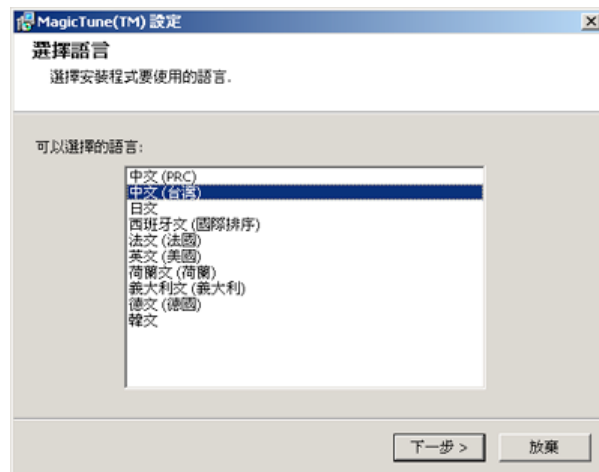 MagicTune(TM) 設定
選擇語言
選擇安裝程式要使用的語言.
可以選擇的語言:
中文 (PRC)
中文 (台灣)
日文
西班牙文 (國際排序)
法文 (法國)
英文 (美國)
荷蘭文 (荷蘭)
義大利文 (義大利)
德文 (德國)
韓文
下一步 >
放棄